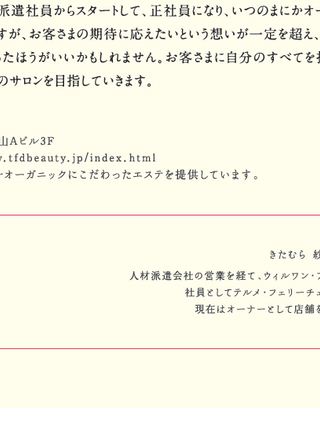 派遣社員からスタートして、正社員になり、いつのまにかオー
すが、お客さまの期待に応えたいという想いが一定を超え、
ったほうがいいかもしれません。お客さまに自分のすべてを
のサロンを目指していきます。
山Aビル3F
w.tfdbeauty.jp/index.html
ーオーガニックにこだわったエステを提供しています。
きたむら 紗
人材派遣会社の営業を経て、ウィルワン・フ
社員としてテルメ・フェリーチェ
現在はオーナーとして店舗を